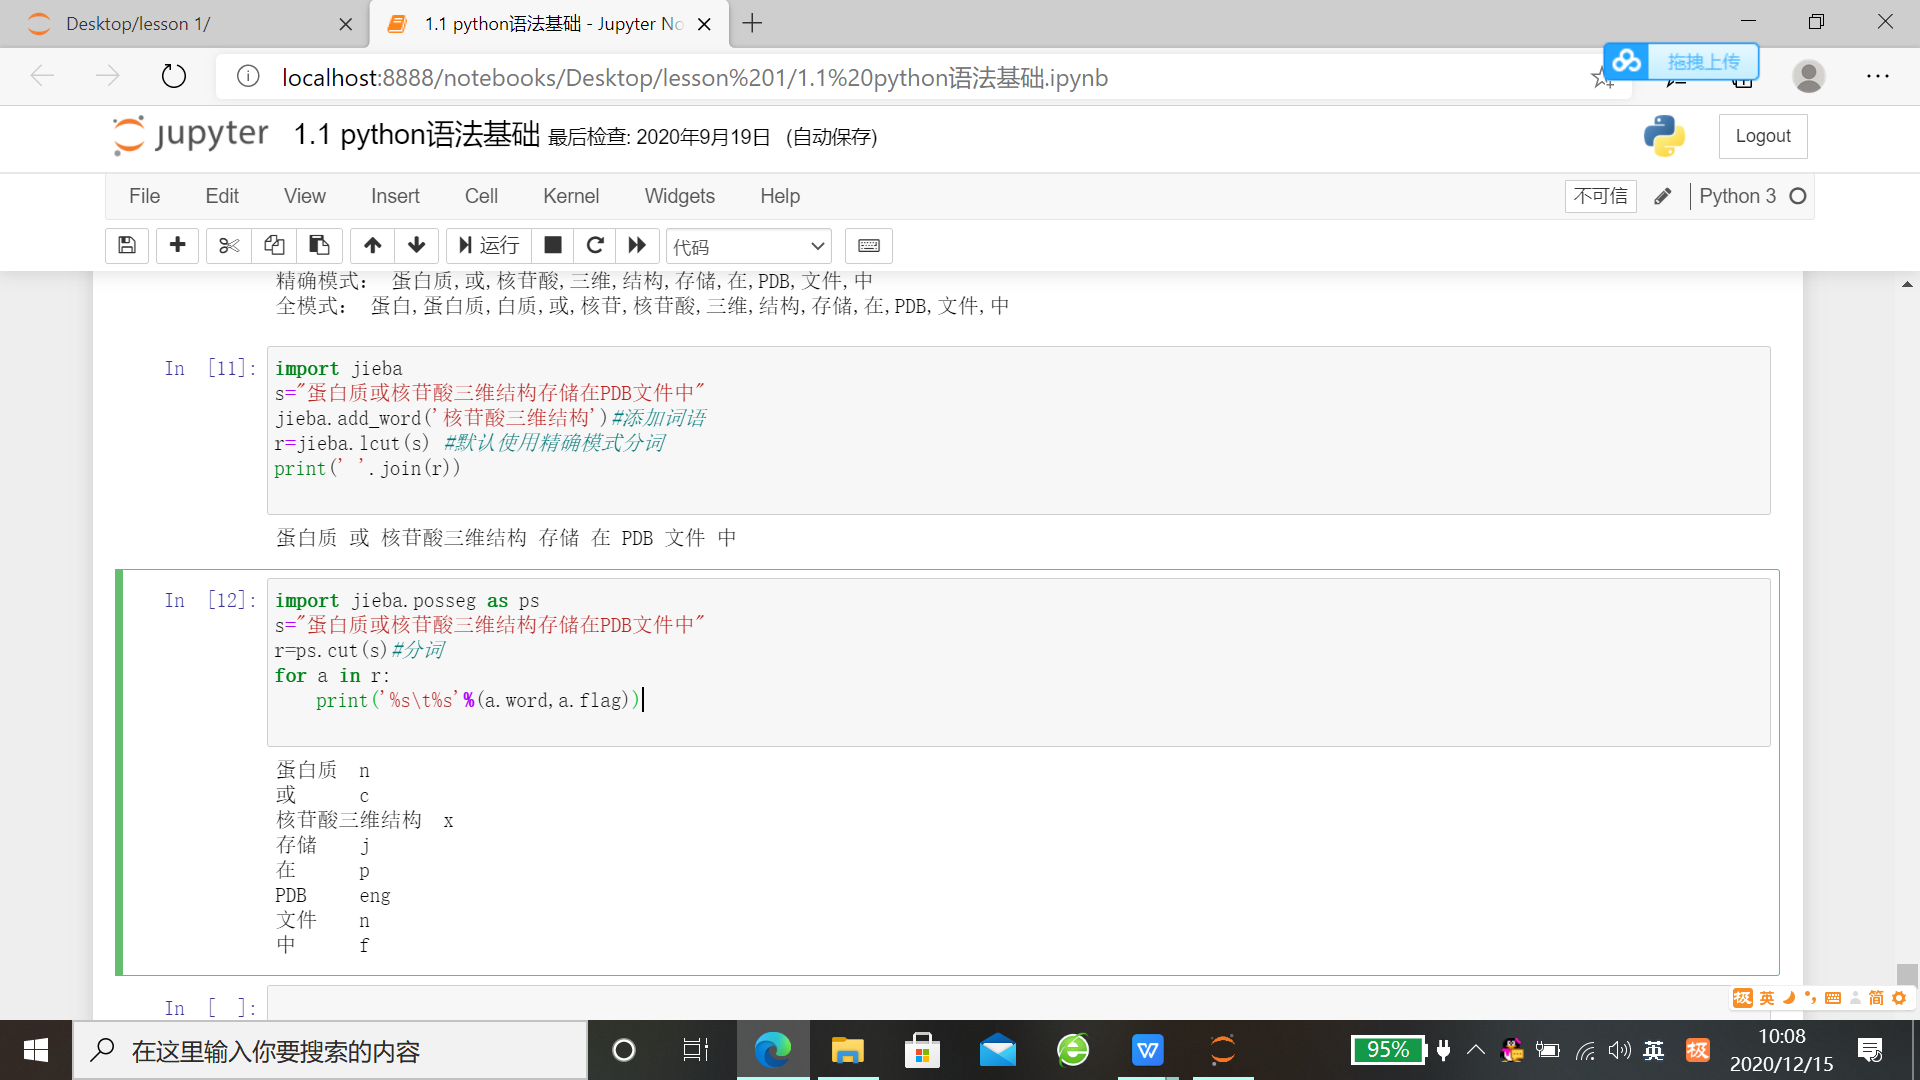 Desktop/lesson 1/
1.1 python语法基础 - Jupyter No
localhost:8888/notebooks/Desktop/lesson%201/1.1%20python语法基础.ipynb
拖拽上传
jupyter 1.1 python语法基础 最后检查: 2020年9月19日 (自动保存)
Logout
File Edit View Insert Cell Kernel Widgets Help
不可信 Python 3
运行 代码
精确模式： 蛋白质,或,核苷酸,三维,结构,存储,在,PDB,文件,中
全模式： 蛋白,蛋白质,白质,或,核苷,核苷酸,三维,结构,存储,在,PDB,文件,中
In [11]:
import jieba
s="蛋白质或核苷酸三维结构存储在PDB文件中"
jieba.add_word('核苷酸三维结构')#添加词语
r=jieba.lcut(s) #默认使用精确模式分词
print(' '.join(r))
蛋白质 或 核苷酸三维结构 存储 在 PDB 文件 中
In [12]:
import jieba.posseg as ps
s="蛋白质或核苷酸三维结构存储在PDB文件中"
r=ps.cut(s)#分词
for a in r:
    print('%s\t%s'%(a.word,a.flag))
蛋白质 n
或 c
核苷酸三维结构 x
存储 j
在 p
PDB eng
文件 n
中 f
In [ ]:
极 英 简
在这里输入你要搜索的内容
95%
英
极
10:08
2020/12/15